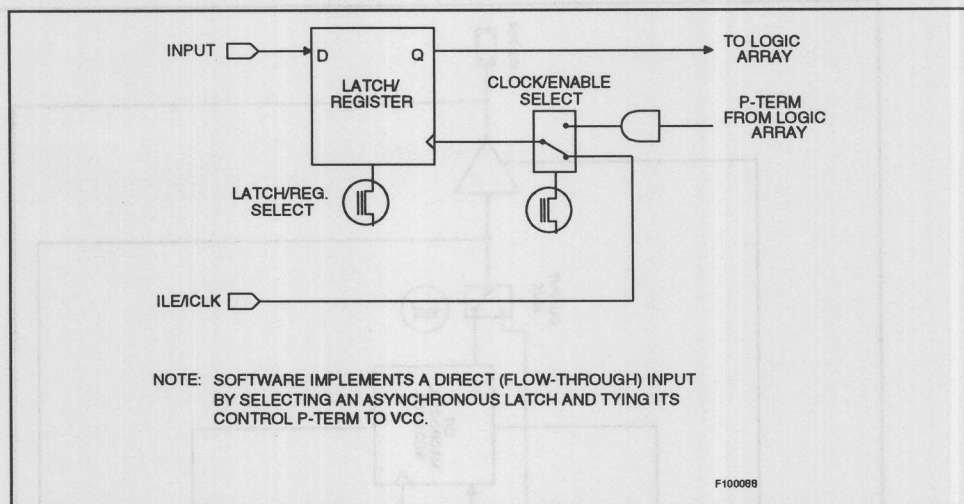 INPUT
D
Q
LATCH/
REGISTER
TO LOGIC
ARRAY
CLOCK/ENABLE
SELECT
P-TERM
FROM LOGIC
ARRAY
LATCH/REG.
SELECT
ILE/ICLK
NOTE: SOFTWARE IMPLEMENTS A DIRECT (FLOW-THROUGH) INPUT
BY SELECTING AN ASYNCHRONOUS LATCH AND TYING ITS
CONTROL P-TERM TO VCC.
F100088